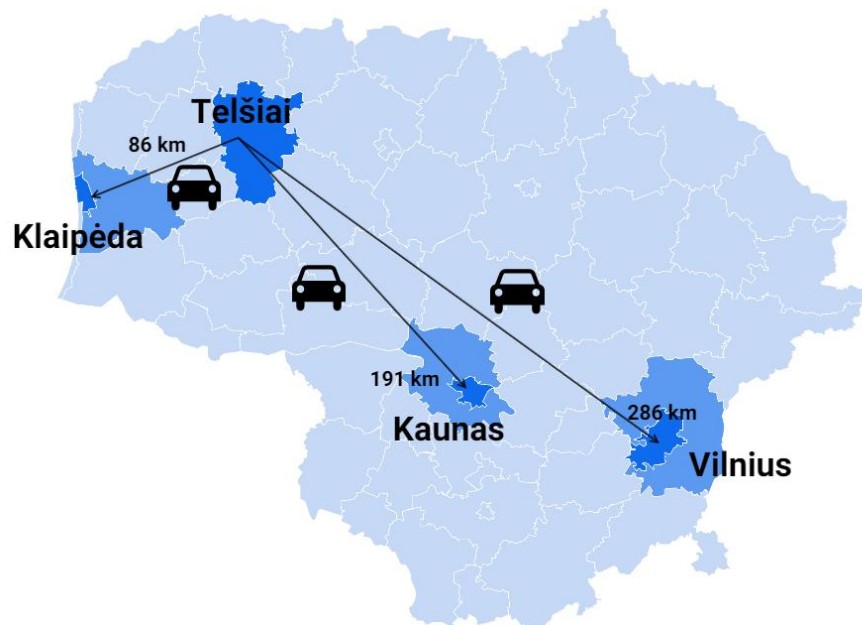 Telšiai
86 km
Klaipėda
191 km
Kaunas
286 km
Vilnius